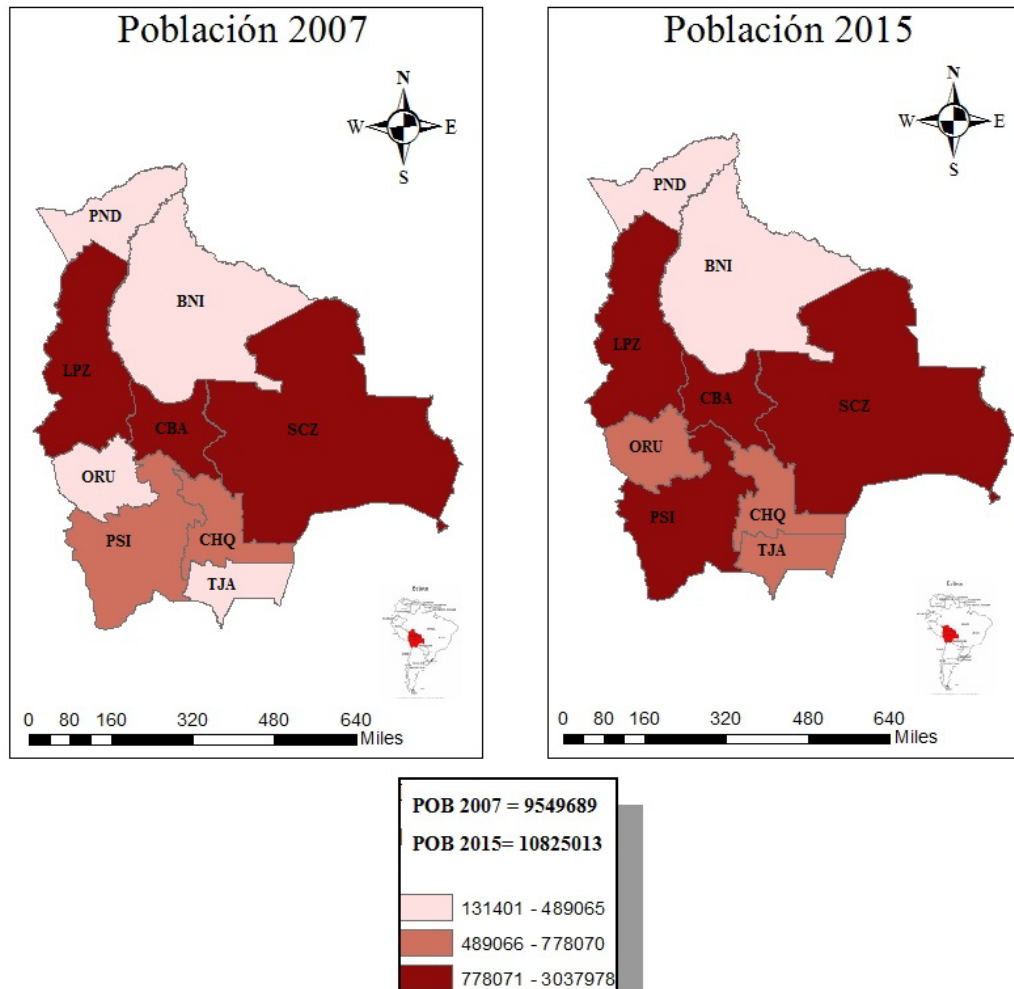 Población 2007
N
W E
S
PND
BNI
LPZ
CBA
SCZ
ORU
PSI
CHQ
TJA
0 80 160 320 480 640
Miles
Población 2015
N
W E
S
PND
BNI
LPZ
CBA
SCZ
ORU
PSI
CHQ
TJA
0 80 160 320 480 640
Miles
POB 2007 = 9549689
POB 2015= 10825013
131401 - 489065
489066 - 778070
778071 - 3037978